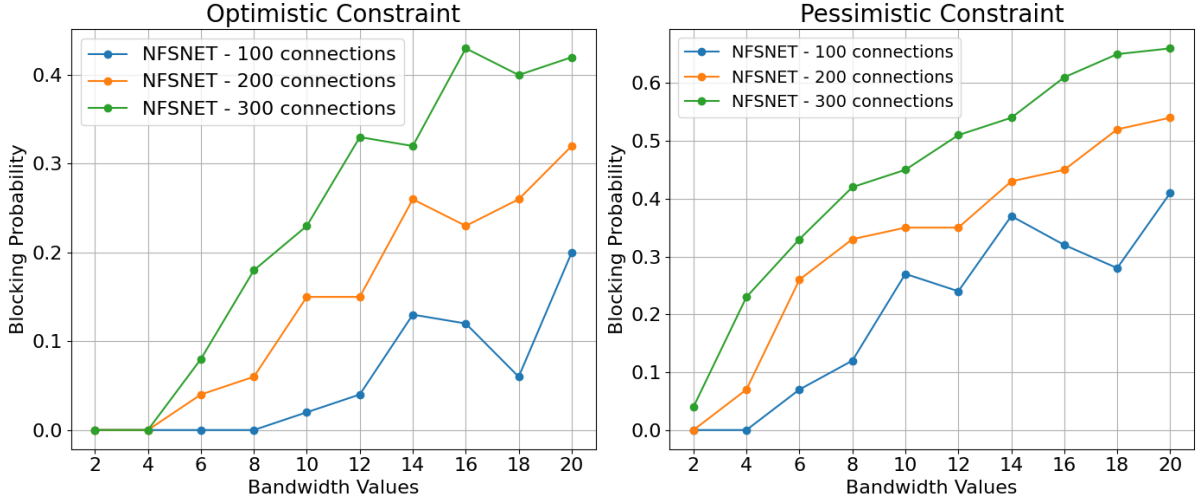 Optimistic Constraint
NFSNET - 100 connections
NFSNET - 200 connections
NFSNET - 300 connections
Blocking Probability
0.4
0.3
0.2
0.1
0.0
2 4 6 8 10 12 14 16 18 20
Bandwidth Values
Pessimistic Constraint
NFSNET - 100 connections
NFSNET - 200 connections
NFSNET - 300 connections
Blocking Probability
0.6
0.5
0.4
0.3
0.2
0.1
0.0
2 4 6 8 10 12 14 16 18 20
Bandwidth Values